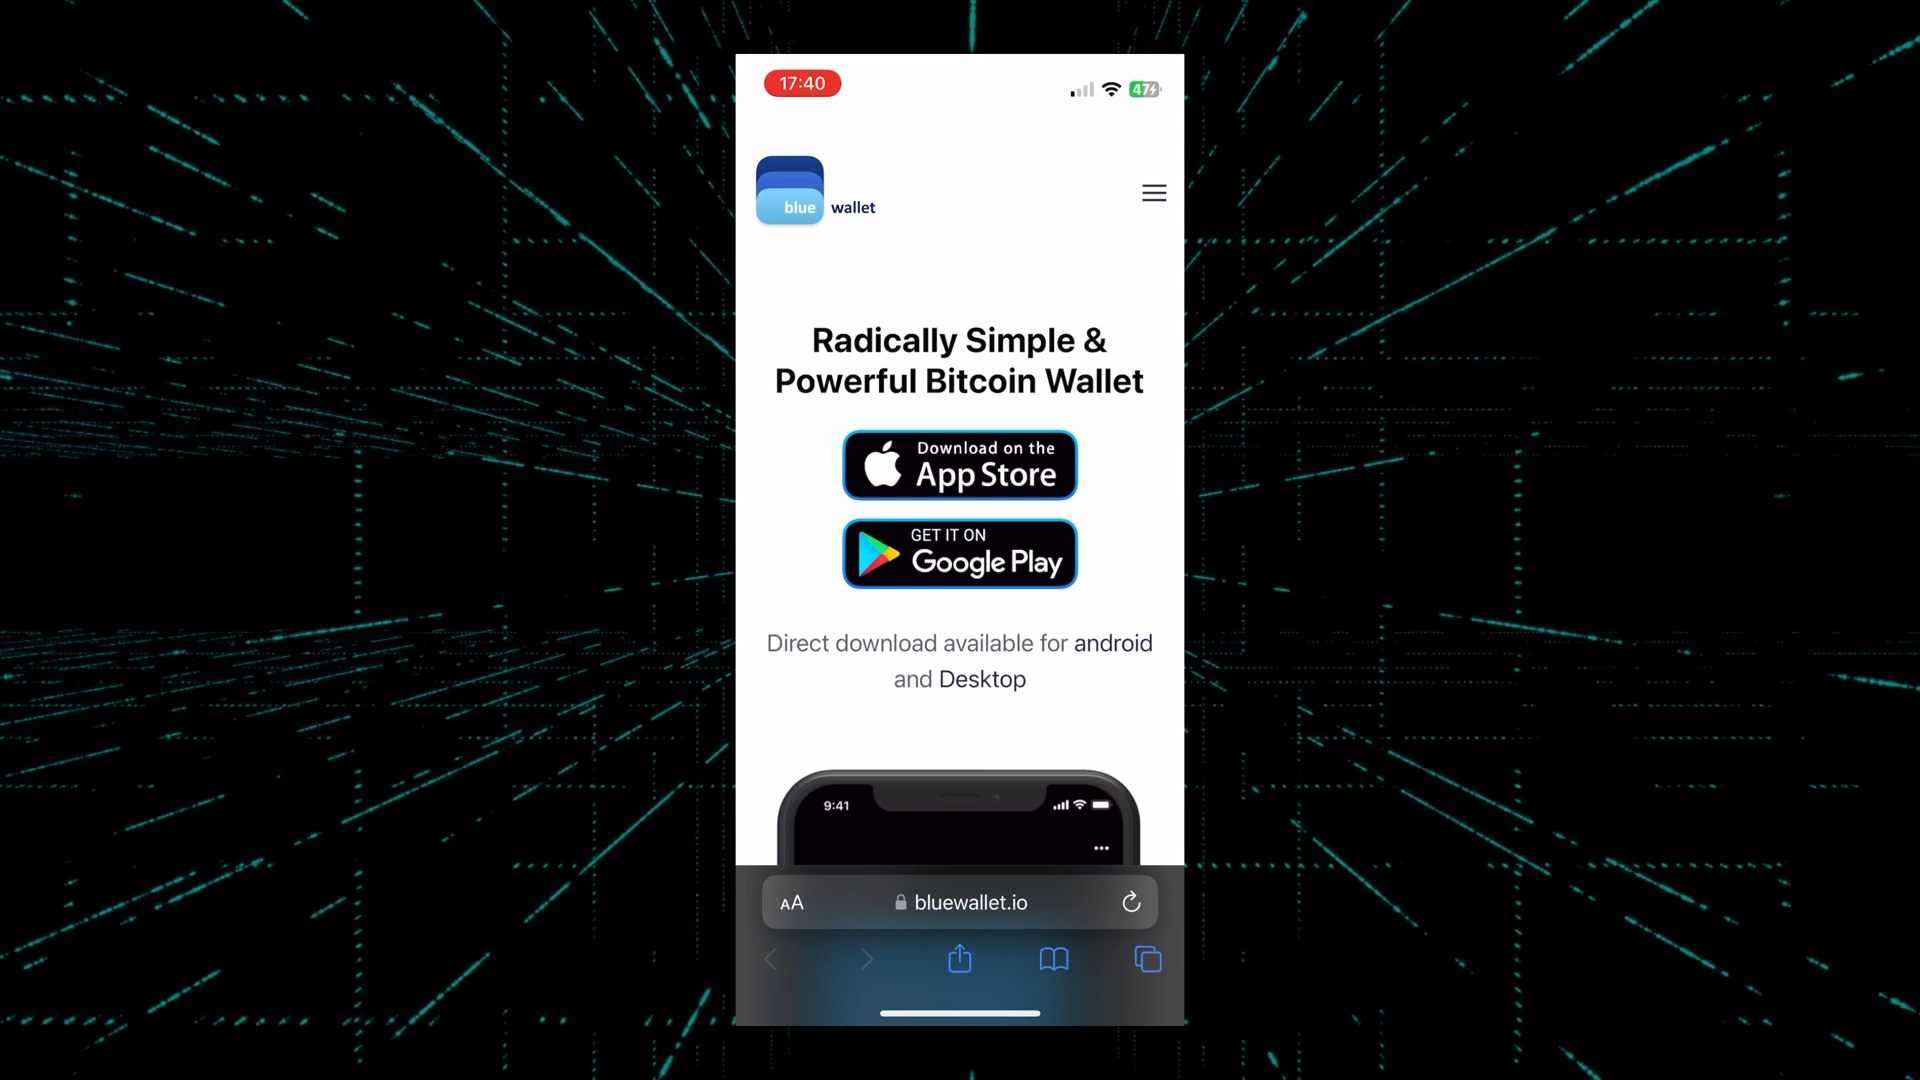 17:40
47
blue wallet
Radically Simple &
Powerful Bitcoin Wallet
Download on the
App Store
GET IT ON
Google Play
Direct download available for android
and Desktop
9:41
AA
bluewallet.io